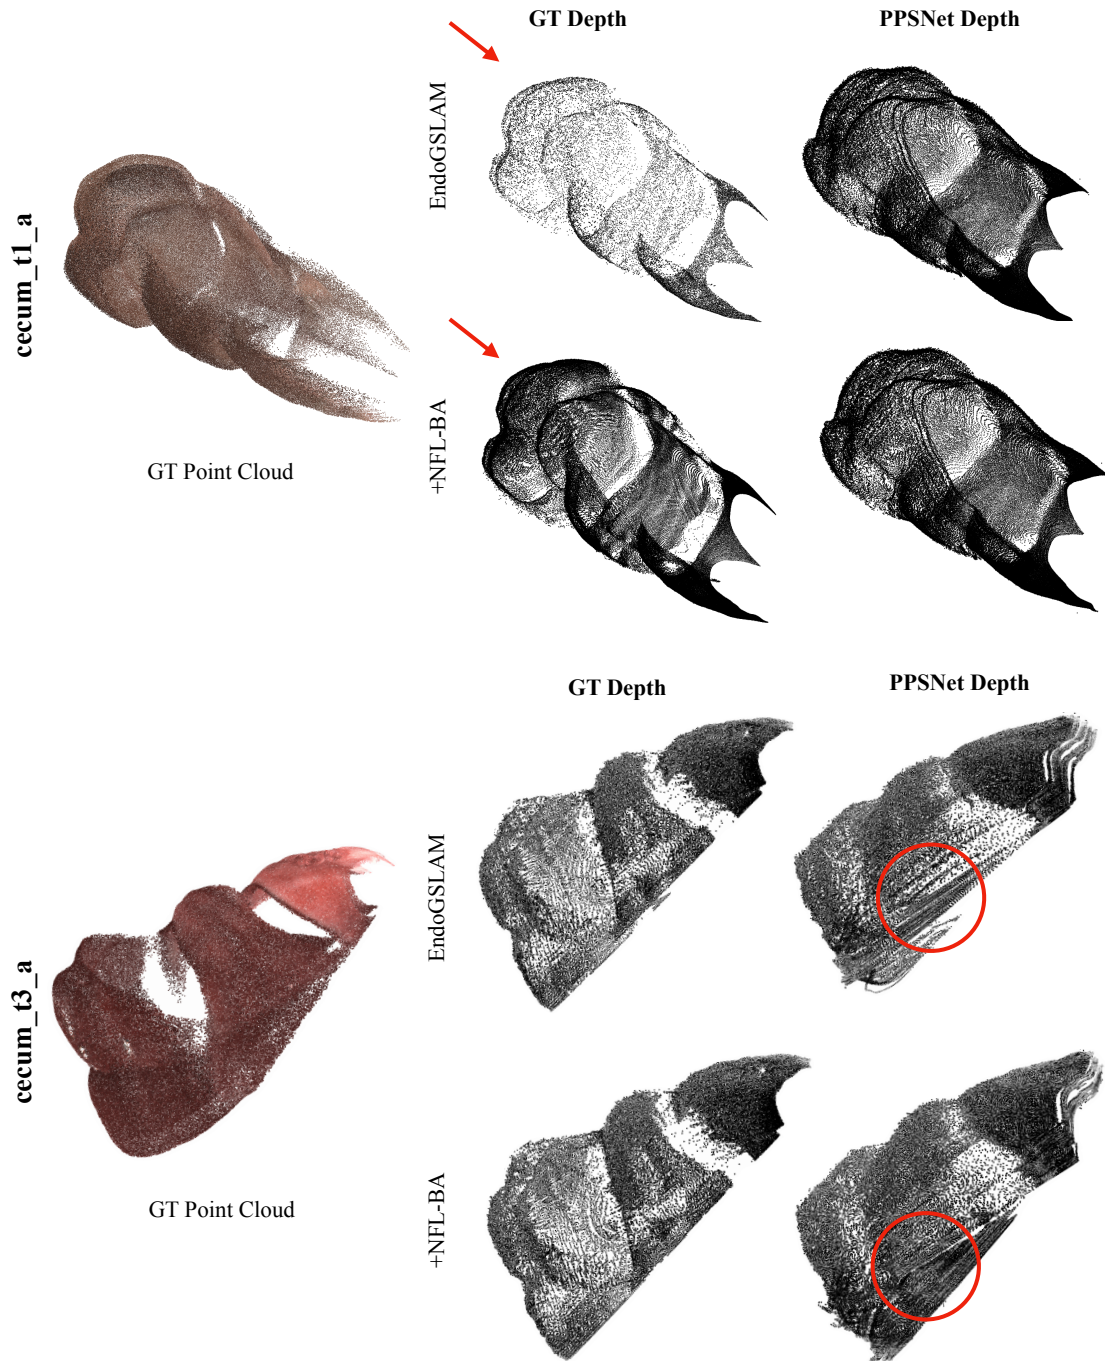 GT Depth
PPSNet Depth
EndoGSLAM
cecum_t1_a
+NFL-BA
GT Point Cloud
GT Depth
PPSNet Depth
EndoGSLAM
cecum_t3_a
+NFL-BA
GT Point Cloud